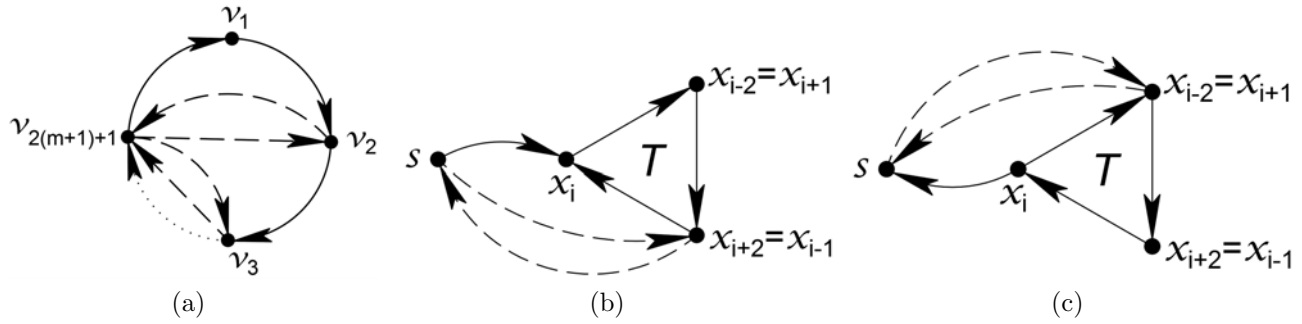 v₁
v₂₍ₘ₊₁₎₊₁
v₂
v₃
(a)
s
xᵢ
T
xᵢ₋₂=xᵢ₊₁
xᵢ₊₂=xᵢ₋₁
(b)
s
xᵢ
T
xᵢ₋₂=xᵢ₊₁
xᵢ₊₂=xᵢ₋₁
(c)